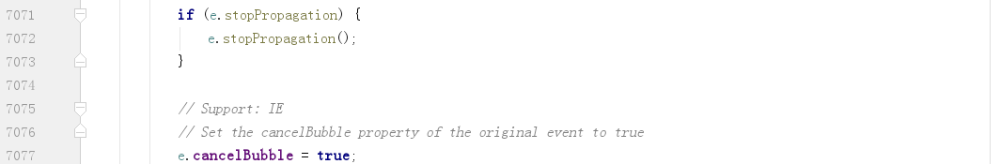 7071 if (e.stopPropagation) {
7072 e.stopPropagation();
7073 }
7074
7075 // Support: IE
7076 // Set the cancelBubble property of the original event to true
7077 e.cancelBubble = true;